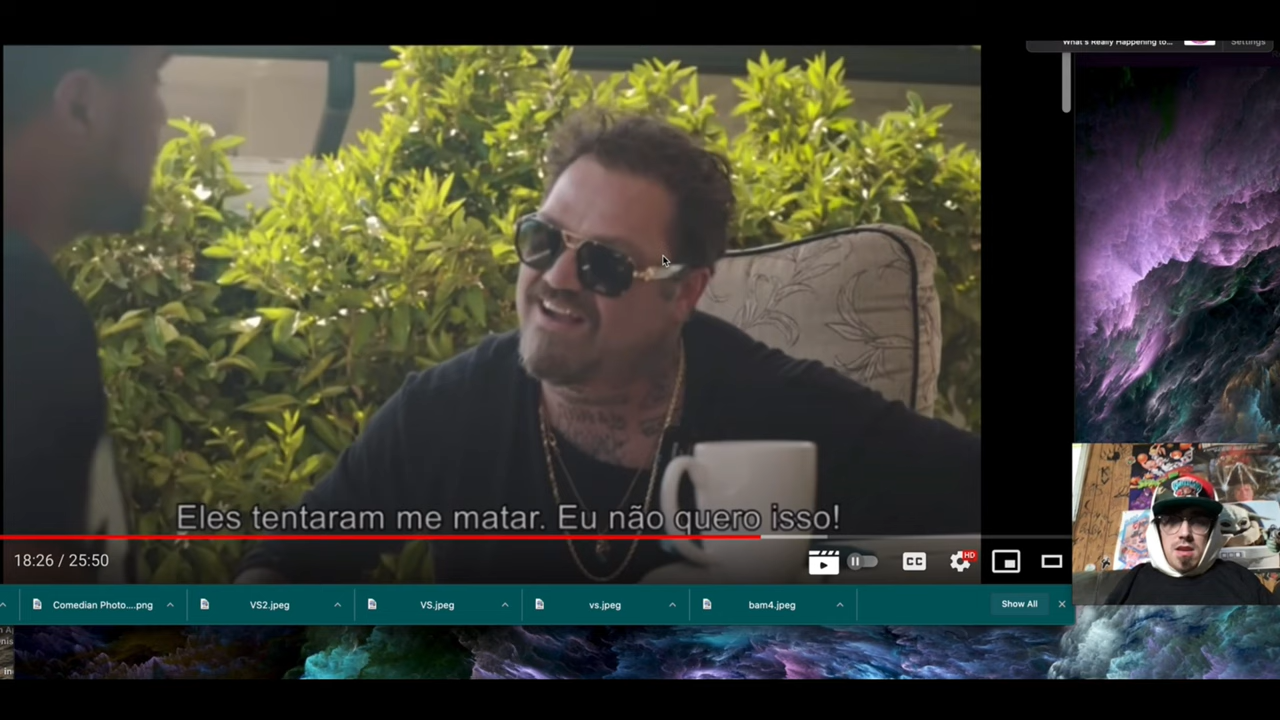 What's Really Happening to...
Settings
Eles tentaram me matar. Eu não quero isso!
18:26 / 25:50
CC
HD
Comedian Photo....png
VS2.jpeg
VS.jpeg
vs.jpeg
bam4.jpeg
Show All